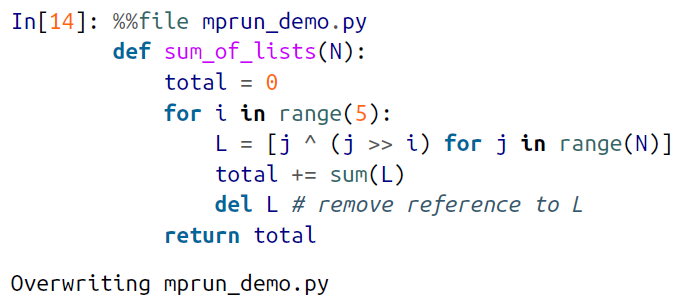 In[14]: %%file mprun_demo.py
def sum_of_lists(N):
total = 0
for i in range(5):
L = [j ^ (j >> i) for j in range(N)]
total += sum(L)
del L # remove reference to L
return total
Overwriting mprun_demo.py